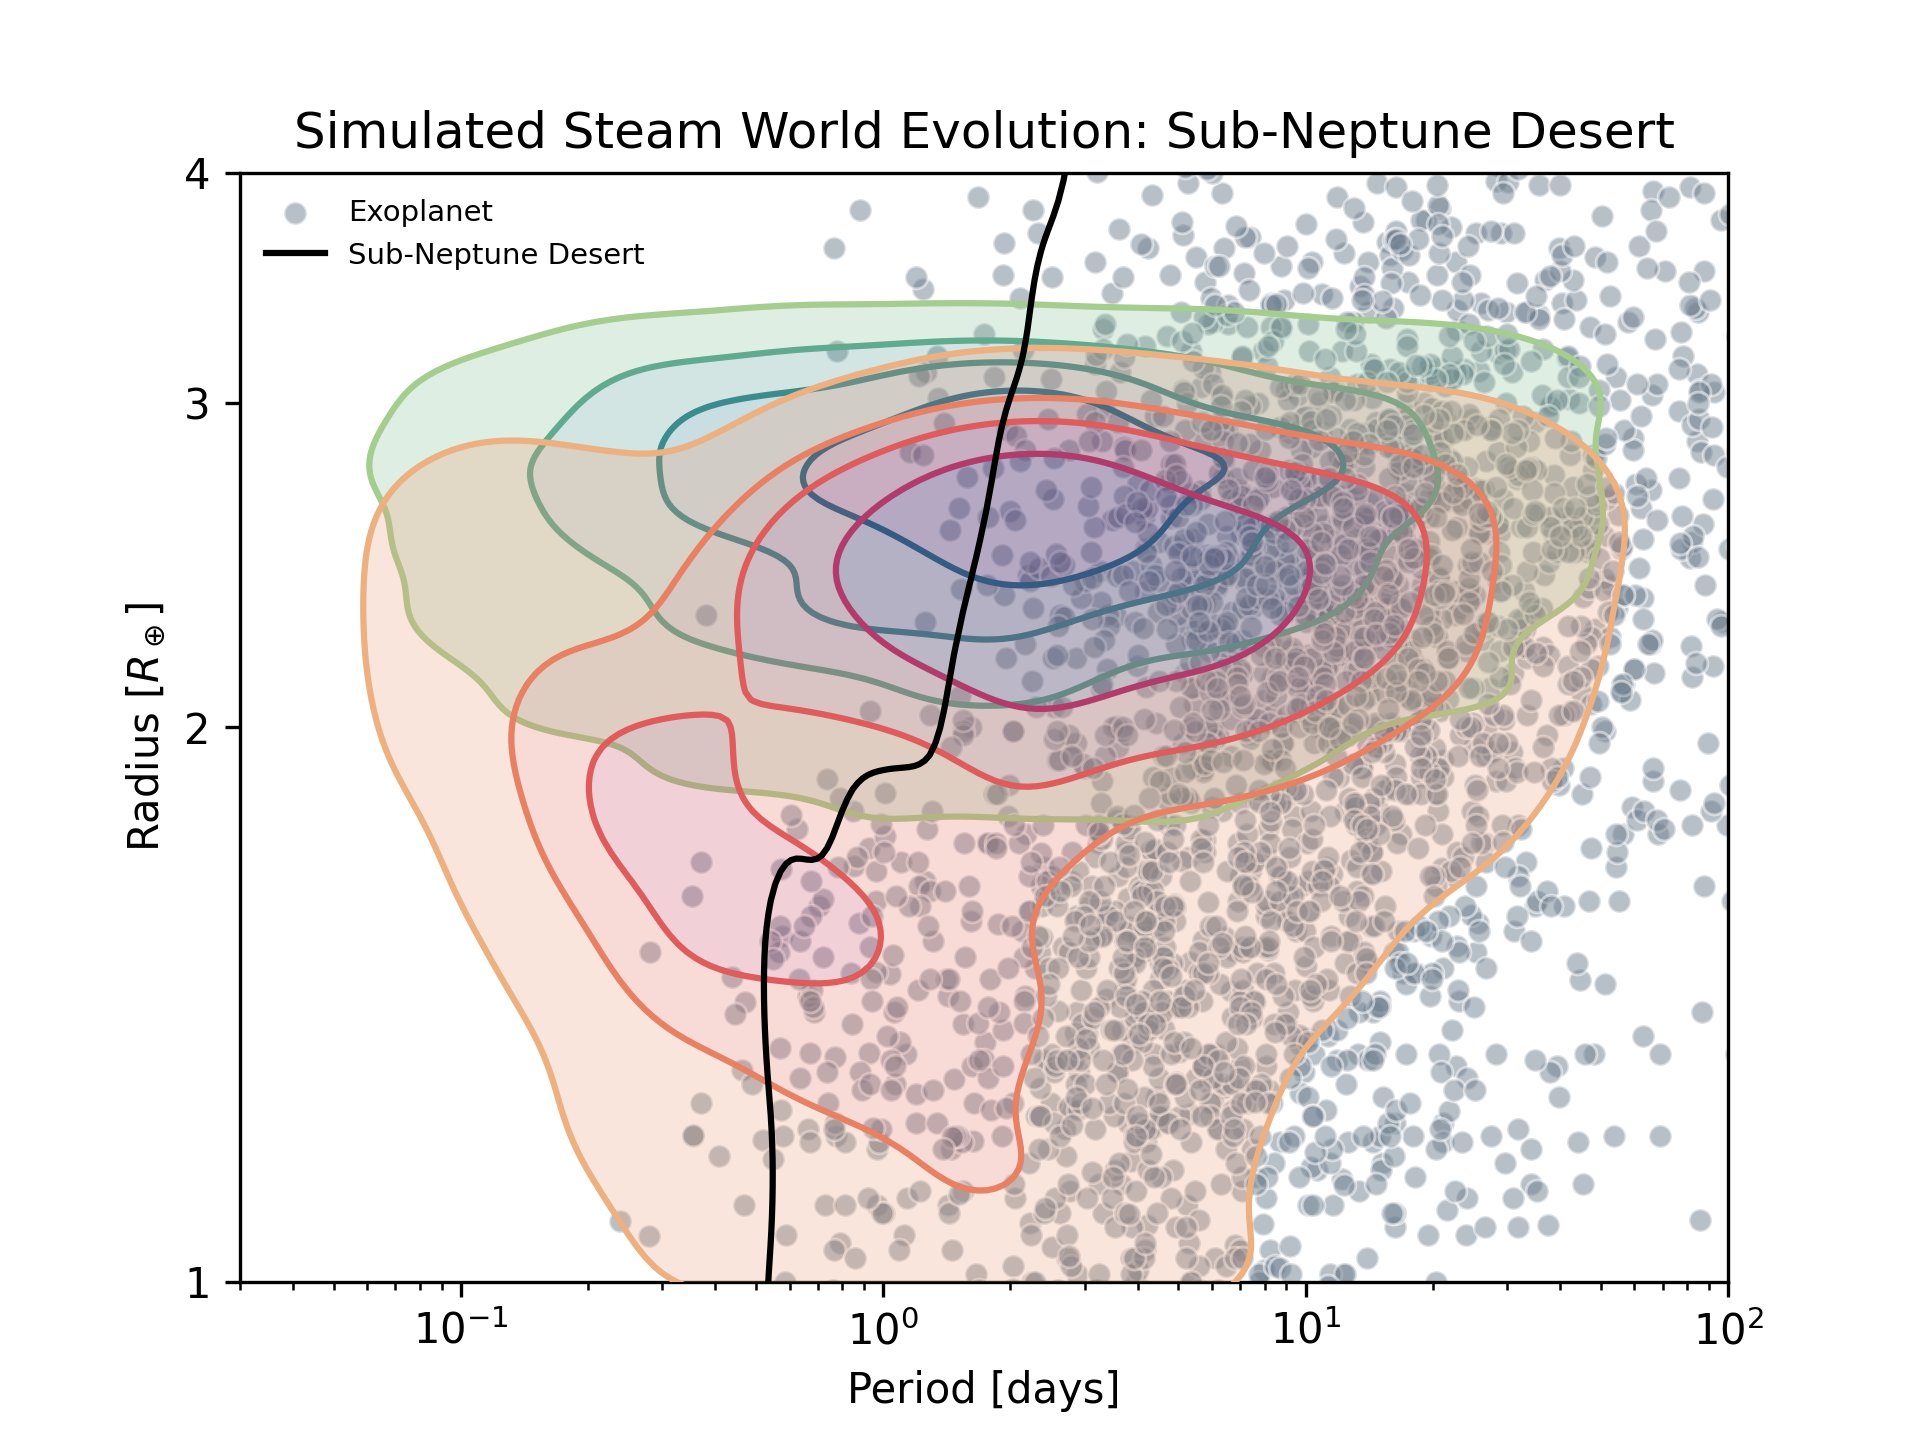 Simulated Steam World Evolution: Sub-Neptune Desert
Exoplanet
Sub-Neptune Desert
4
3
2
1
Radius [R⊕]
10⁻¹
10⁰
10¹
10²
Period [days]